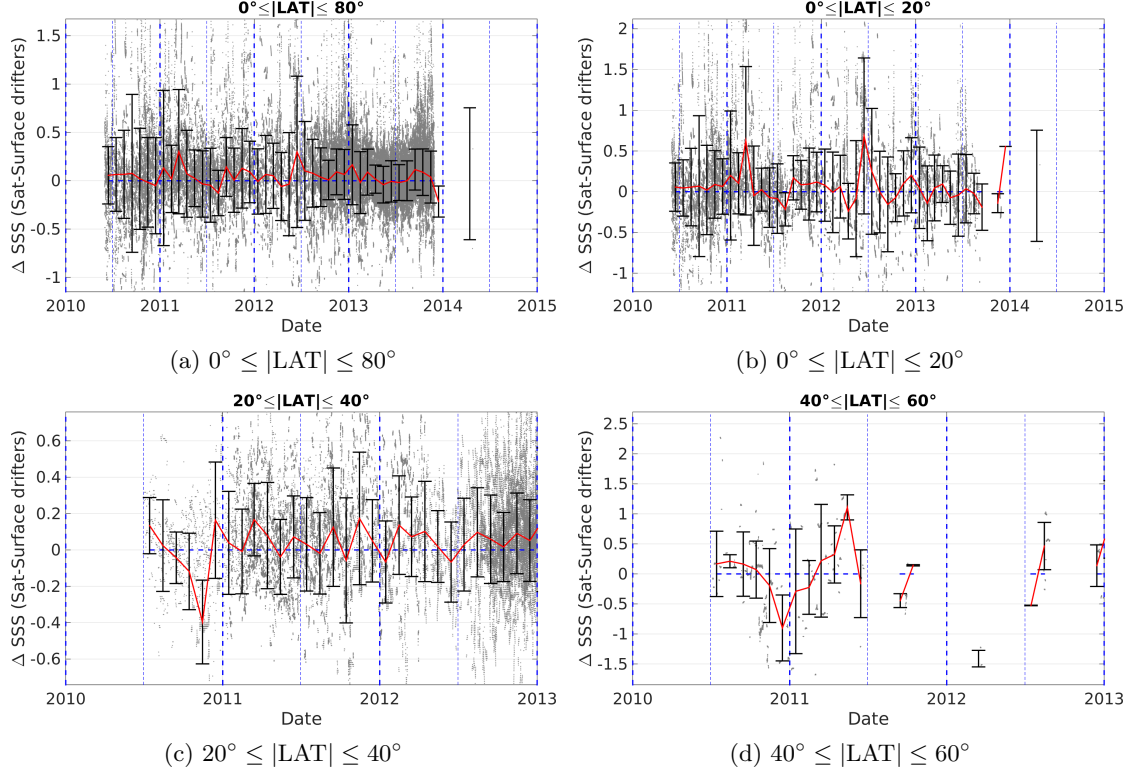 0°≤|LAT|≤ 80°
Δ SSS (Sat-Surface drifters)
1.5
1
0.5
0
-0.5
-1
2010 2011 2012 2013 2014 2015
Date
(a) 0° ≤ |LAT| ≤ 80°
0°≤|LAT|≤ 20°
Δ SSS (Sat-Surface drifters)
2
1.5
1
0.5
0
-0.5
-1
2010 2011 2012 2013 2014 2015
Date
(b) 0° ≤ |LAT| ≤ 20°
20°≤|LAT|≤ 40°
Δ SSS (Sat-Surface drifters)
0.6
0.4
0.2
0
-0.2
-0.4
-0.6
2010 2011 2012 2013
Date
(c) 20° ≤ |LAT| ≤ 40°
40°≤|LAT|≤ 60°
Δ SSS (Sat-Surface drifters)
2.5
2
1.5
1
0.5
0
-0.5
-1
-1.5
2010 2011 2012 2013
Date
(d) 40° ≤ |LAT| ≤ 60°